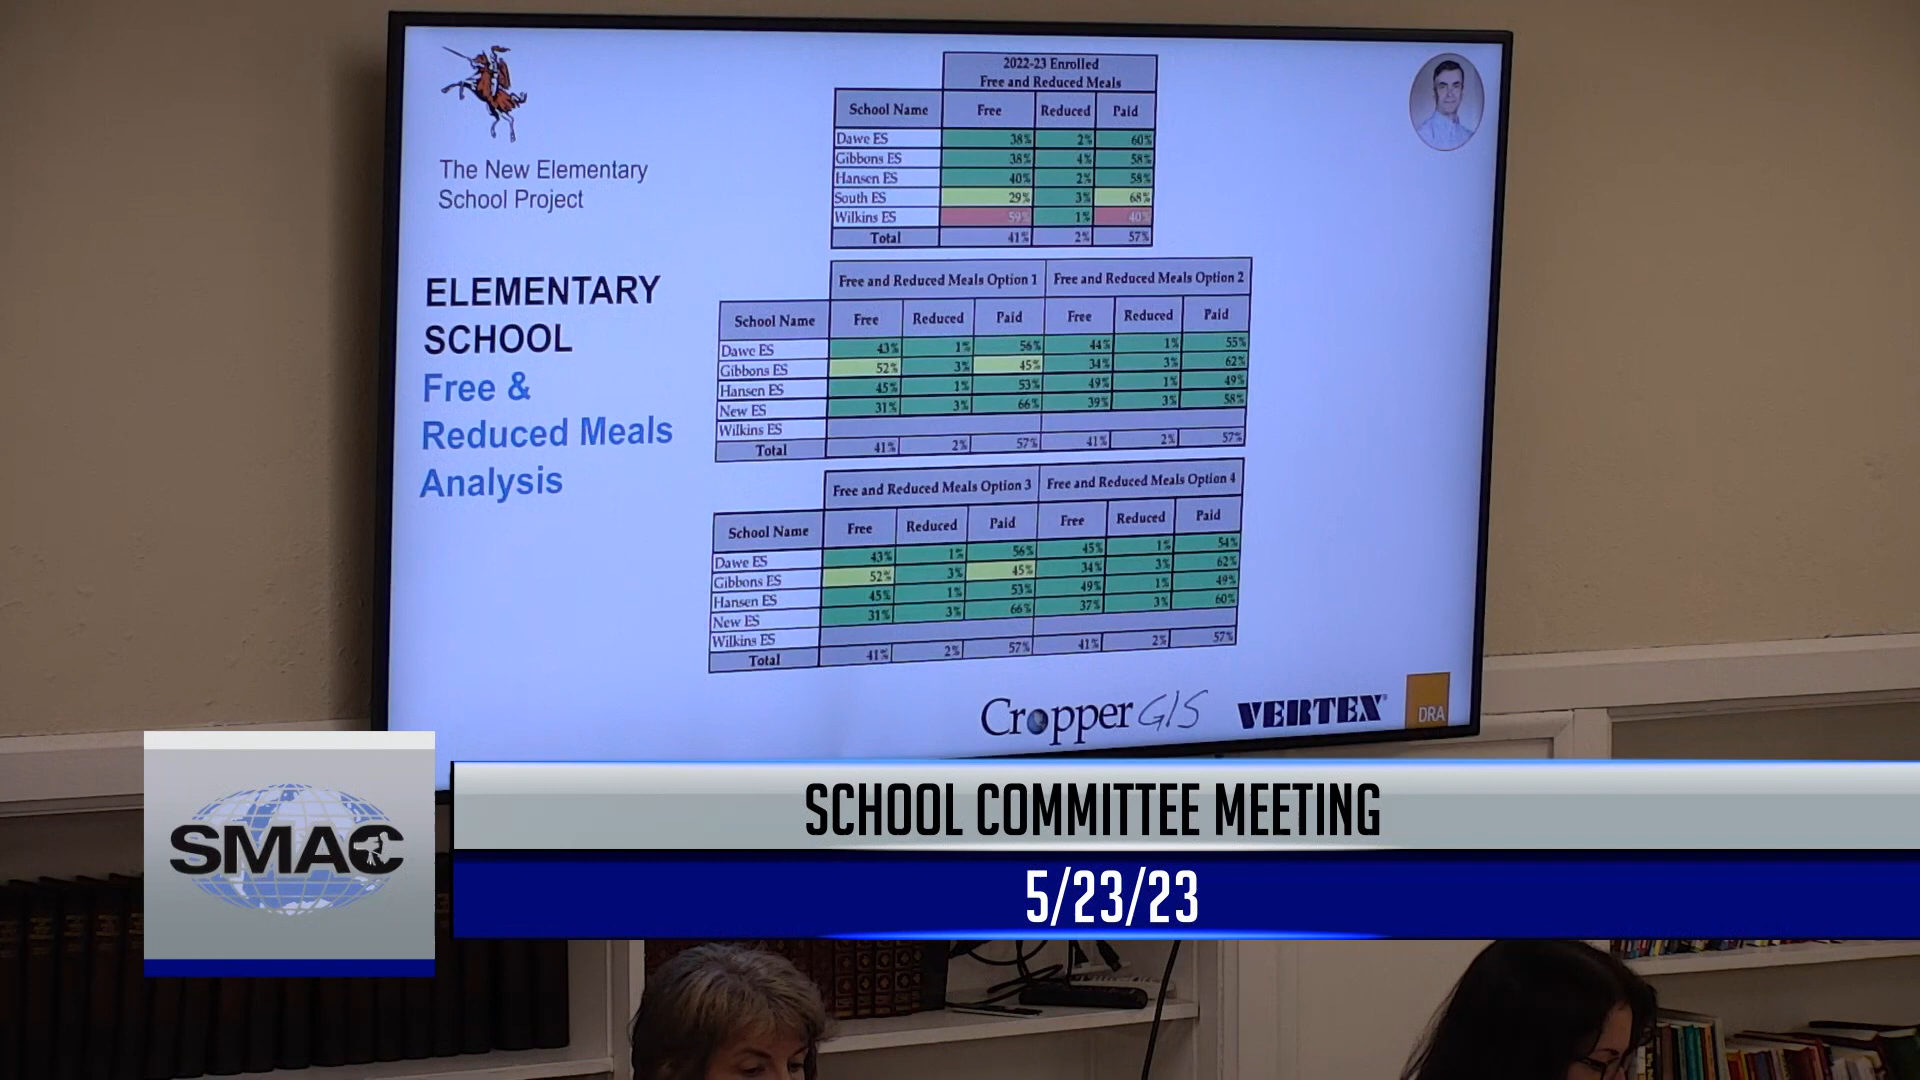 The New Elementary
School Project
ELEMENTARY
SCHOOL
Free &
Reduced Meals
Analysis
2022-23 Enrolled
Free and Reduced Meals
School Name Free Reduced Paid
Dawe ES 38% 2% 60%
Gibbons ES 38% 4% 58%
Hansen ES 40% 2% 58%
South ES 29% 3% 68%
Wilkins ES 59% 1% 40%
Total 41% 2% 57%
Free and Reduced Meals Option 1 Free and Reduced Meals Option 2
School Name Free Reduced Paid Free Reduced Paid
Dawe ES 43% 1% 56% 44% 1% 55%
Gibbons ES 52% 3% 45% 34% 3% 62%
Hansen ES 45% 1% 53% 49% 1% 49%
New ES 31% 3% 66% 39% 3% 58%
Wilkins ES
Total 41% 2% 57% 41% 2% 57%
Free and Reduced Meals Option 3 Free and Reduced Meals Option 4
School Name Free Reduced Paid Free Reduced Paid
Dawe ES 43% 1% 56% 45% 1% 54%
Gibbons ES 52% 3% 45% 34% 3% 62%
Hansen ES 45% 1% 53% 49% 1% 49%
New ES 31% 3% 66% 37% 3% 60%
Wilkins ES
Total 41% 2% 57% 41% 2% 57%
Cropper GIS VERTEX® DRA
SMAC
SCHOOL COMMITTEE MEETING
5/23/23